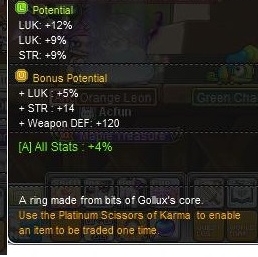 Potential
LUK: +12%
LUK: +9%
STR: +9%
Bonus Potential
+ LUK : +5%
+ STR : +14
+ Weapon DEF: +120
[A] All Stats : +4%
A ring made from bits of Gollux's core.
Use the Platinum Scissors of Karma to enable
an item to be traded one time.